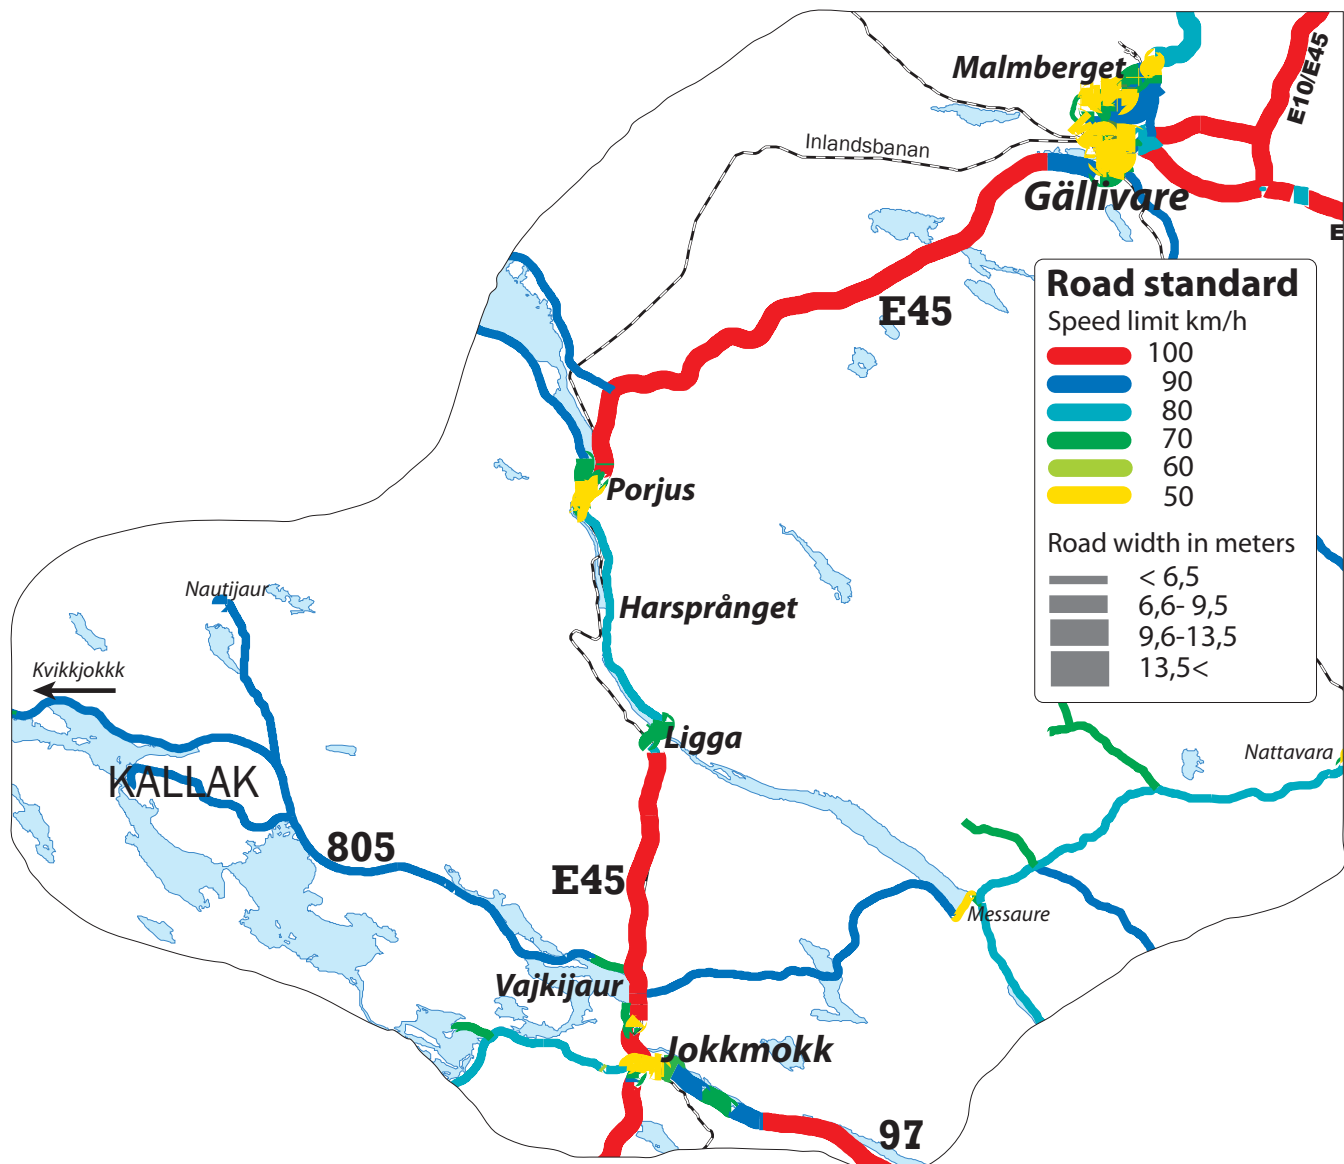 Malmberget
E10/E45
Inlandsbanan
Gällivare
E
E45
Road standard
Speed limit km/h
100
90
80
70
60
50
Road width in meters
< 6,5
6,6- 9,5
9,6-13,5
13,5<
Porjus
Harsprånget
Nautijaur
Kvikkjokkk
Ligga
Nattavara
KALLAK
805
E45
Messaure
Vajkijaur
Jokkmokk
97